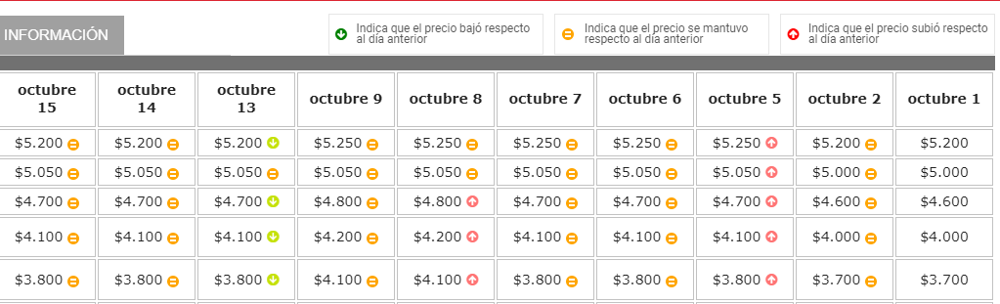 INFORMACIÓN
Indica que el precio bajó respecto
al día anterior
Indica que el precio se mantuvo
respecto al día anterior
Indica que el precio subió respecto
al día anterior
octubre 15 octubre 14 octubre 13 octubre 9 octubre 8 octubre 7 octubre 6 octubre 5 octubre 2 octubre 1
$5.200 $5.200 $5.200 $5.250 $5.250 $5.250 $5.250 $5.250 $5.200 $5.200
$5.050 $5.050 $5.050 $5.050 $5.050 $5.050 $5.050 $5.050 $5.000 $5.000
$4.700 $4.700 $4.700 $4.800 $4.800 $4.700 $4.700 $4.700 $4.600 $4.600
$4.100 $4.100 $4.100 $4.200 $4.200 $4.100 $4.100 $4.100 $4.000 $4.000
$3.800 $3.800 $3.800 $4.100 $4.100 $3.800 $3.800 $3.800 $3.700 $3.700